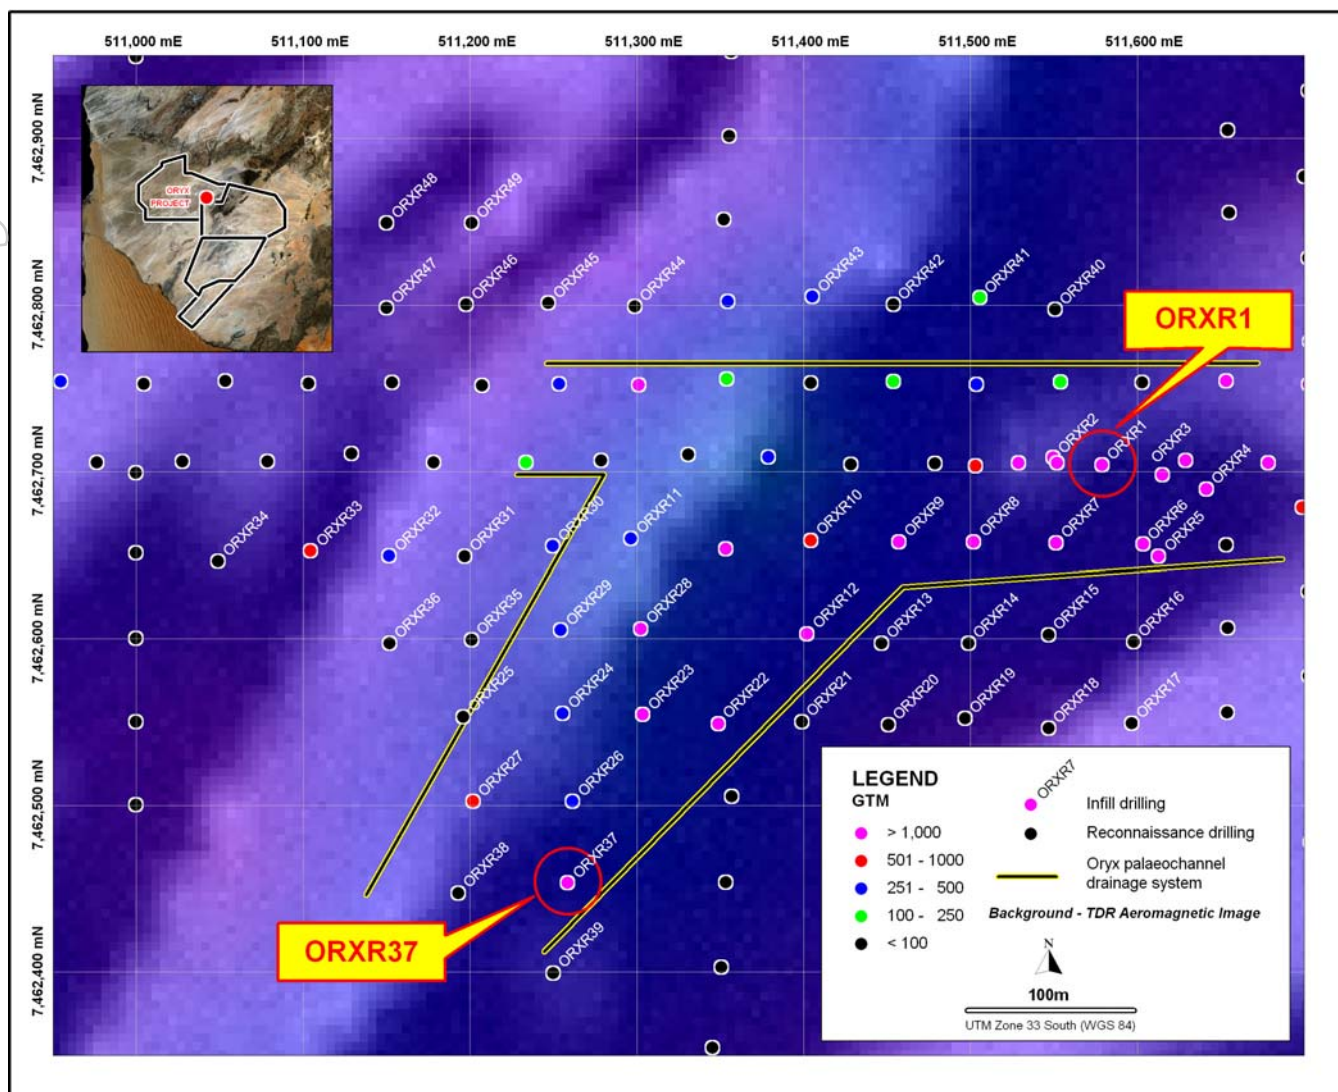 511,000 mE 511,100 mE 511,200 mE 511,300 mE 511,400 mE 511,500 mE 511,600 mE
7,462,900 mN
7,462,800 mN
7,462,700 mN
7,462,600 mN
7,462,500 mN
7,462,400 mN
ORYX
PROJECT
ORXR48 ORXR49
ORXR47 ORXR46 ORXR45 ORXR44 ORXR43 ORXR42 ORXR41 ORXR40
ORXR1
ORXR2 ORXR1 ORXR3 ORXR4
ORXR34 ORXR33 ORXR32 ORXR31 ORXR30 ORXR11 ORXR10 ORXR9 ORXR8 ORXR7 ORXR6 ORXR5
ORXR36 ORXR35 ORXR29 ORXR28 ORXR12 ORXR13 ORXR14 ORXR15 ORXR16
ORXR25 ORXR24 ORXR23 ORXR22 ORXR21 ORXR20 ORXR19 ORXR18 ORXR17
ORXR27 ORXR26
ORXR38 ORXR37
ORXR37
ORXR39
LEGEND
GTM
> 1,000
501 - 1000
251 - 500
100 - 250
< 100
ORXR7
Infill drilling
Reconnaissance drilling
Oryx palaeochannel
drainage system
Background - TDR Aeromagnetic Image
N
100m
UTM Zone 33 South (WGS 84)